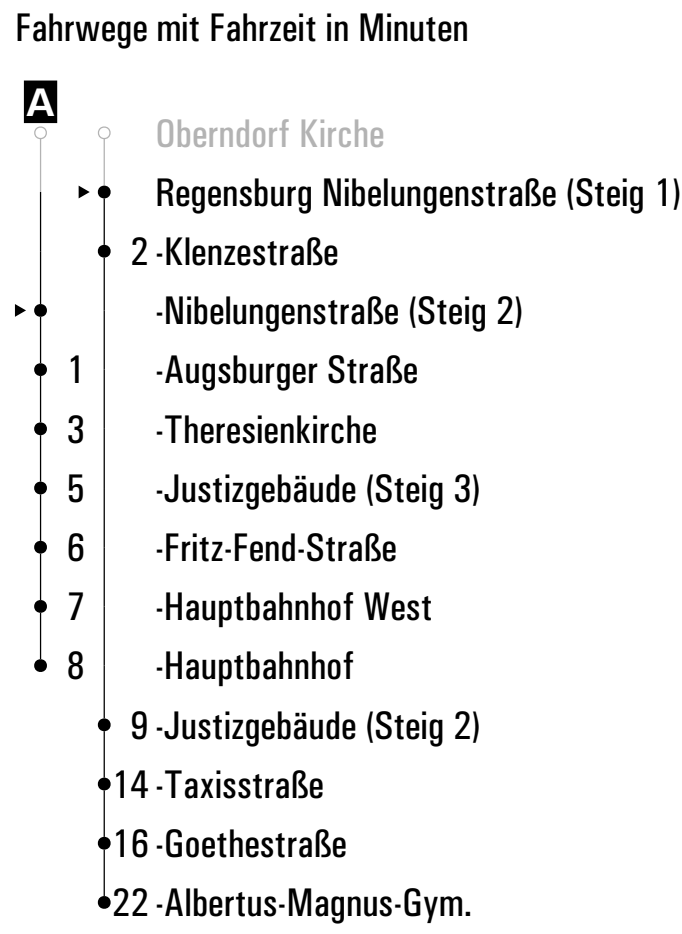 Fahrwege mit Fahrzeit in Minuten
A
Oberndorf Kirche
Regensburg Nibelungenstraße (Steig 1)
2 -Klenzestraße
-Nibelungenstraße (Steig 2)
1 -Augsburger Straße
3 -Theresienkirche
5 -Justizgebäude (Steig 3)
6 -Fritz-Fend-Straße
7 -Hauptbahnhof West
8 -Hauptbahnhof
9 -Justizgebäude (Steig 2)
14 -Taxisstraße
16 -Goethestraße
22 -Albertus-Magnus-Gym.